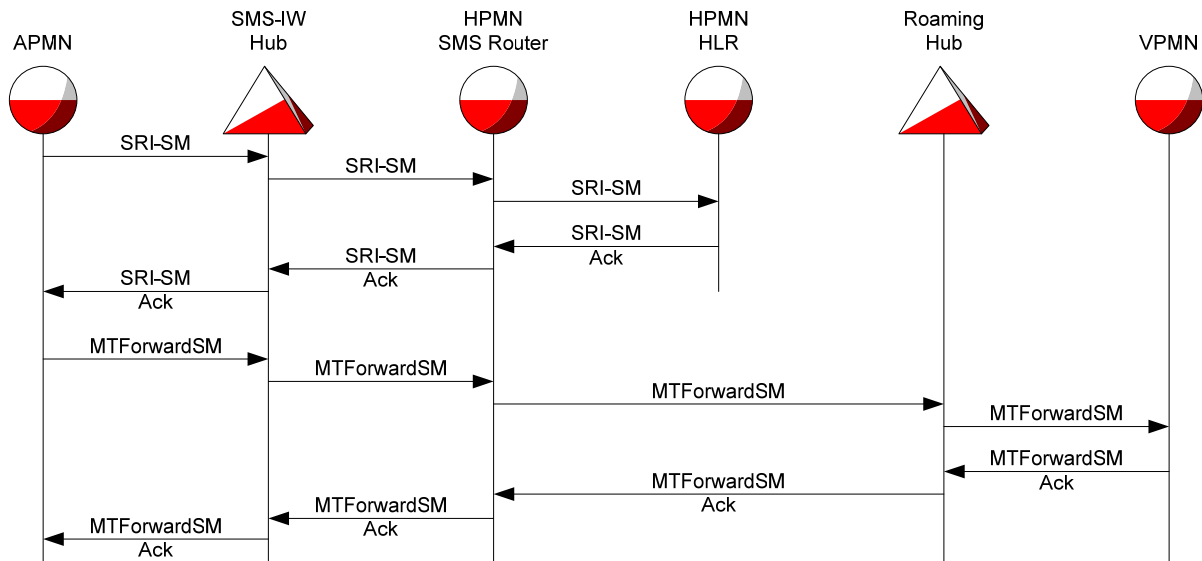 APMN
SMS-IW
Hub
HPMN
SMS Router
HPMN
HLR
Roaming
Hub
VPMN
SRI-SM
SRI-SM
SRI-SM
SRI-SM
Ack
SRI-SM
Ack
SRI-SM
Ack
MTForwardSM
MTForwardSM
MTForwardSM
MTForwardSM
MTForwardSM
Ack
MTForwardSM
Ack
MTForwardSM
Ack
MTForwardSM
Ack